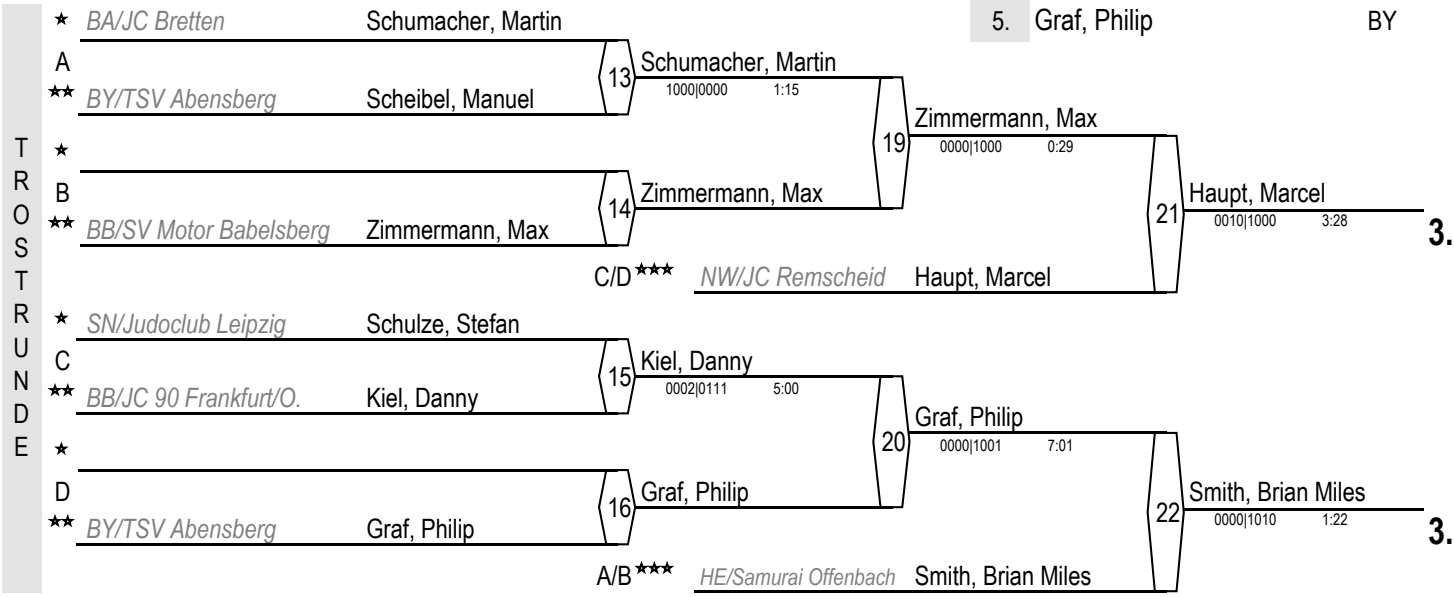 TROSTRUNDE
★ BA/JC Bretten Schumacher, Martin
5. Graf, Philip BY
A
13 Schumacher, Martin
1000|0000 1:15
★★ BY/TSV Abensberg Scheibel, Manuel
19 Zimmermann, Max
0000|1000 0:29
★
B
14 Zimmermann, Max
21 Haupt, Marcel
0010|1000 3:28
3.
★★ BB/SV Motor Babelsberg Zimmermann, Max
C/D ★★★ NW/JC Remscheid Haupt, Marcel
★ SN/Judoclub Leipzig Schulze, Stefan
C
15 Kiel, Danny
0002|0111 5:00
★★ BB/JC 90 Frankfurt/O. Kiel, Danny
20 Graf, Philip
0000|1001 7:01
★
D
16 Graf, Philip
22 Smith, Brian Miles
0000|1010 1:22
3.
★★ BY/TSV Abensberg Graf, Philip
A/B ★★★ HE/Samurai Offenbach Smith, Brian Miles